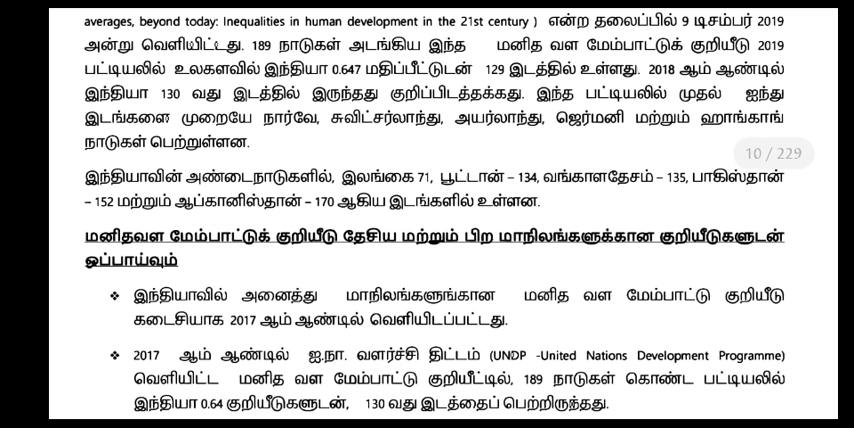 averages, beyond today: Inequalities in human development in the 21st century ) என்ற தலைப்பில் 9 டிசம்பர் 2019
அன்று வெளியிட்டது. 189 நாடுகள் அடங்கிய இந்த மனித வள மேம்பாட்டுக் குறியீடு 2019
பட்டியலில் உலகளவில் இந்தியா 0.647 மதிப்பீட்டுடன் 129 இடத்தில் உள்ளது. 2018 ஆம் ஆண்டில்
இந்தியா 130 வது இடத்தில் இருந்தது குறிப்பிடத்தக்கது. இந்த பட்டியலில் முதல் ஐந்து
இடங்களை முறையே நார்வே, சுவிட்சர்லாந்து, அயர்லாந்து, ஜெர்மனி மற்றும் ஹாங்காங்
நாடுகள் பெற்றுள்ளன.
10 / 229
இந்தியாவின் அண்டைநாடுகளில், இலங்கை 71, பூட்டான் – 134, வங்காளதேசம் – 135, பாகிஸ்தான்
– 152 மற்றும் ஆப்கானிஸ்தான் – 170 ஆகிய இடங்களில் உள்ளன.
மனிதவள மேம்பாட்டுக் குறியீடு தேசிய மற்றும் பிற மாநிலங்களுக்கான குறியீடுகளுடன்
ஒப்பாய்வும்
❖ இந்தியாவில் அனைத்து மாநிலங்களுங்கான மனித வள மேம்பாட்டு குறியீடு
கடைசியாக 2017 ஆம் ஆண்டில் வெளியிடப்பட்டது.
❖ 2017 ஆம் ஆண்டில் ஐ.நா. வளர்ச்சி திட்டம் (UNDP -United Nations Development Programme)
வெளியிட்ட மனித வள மேம்பாட்டு குறியீட்டில், 189 நாடுகள் கொண்ட பட்டியலில்
இந்தியா 0.64 குறியீடுகளுடன், 130 வது இடத்தைப் பெற்றிருந்தது.